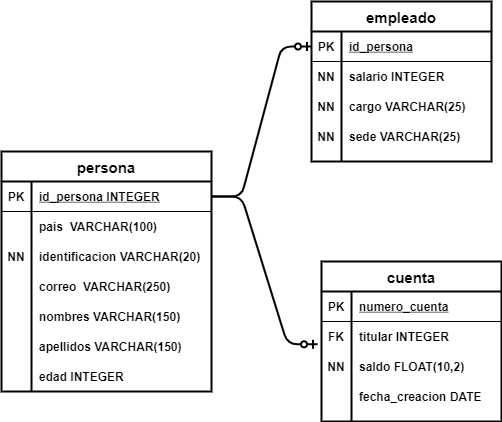 empleado
PK id_persona
NN salario INTEGER
NN cargo VARCHAR(25)
NN sede VARCHAR(25)
persona
PK id_persona INTEGER
pais VARCHAR(100)
NN identificacion VARCHAR(20)
correo VARCHAR(250)
nombres VARCHAR(150)
apellidos VARCHAR(150)
edad INTEGER
cuenta
PK numero_cuenta
FK titular INTEGER
NN saldo FLOAT(10,2)
fecha_creacion DATE